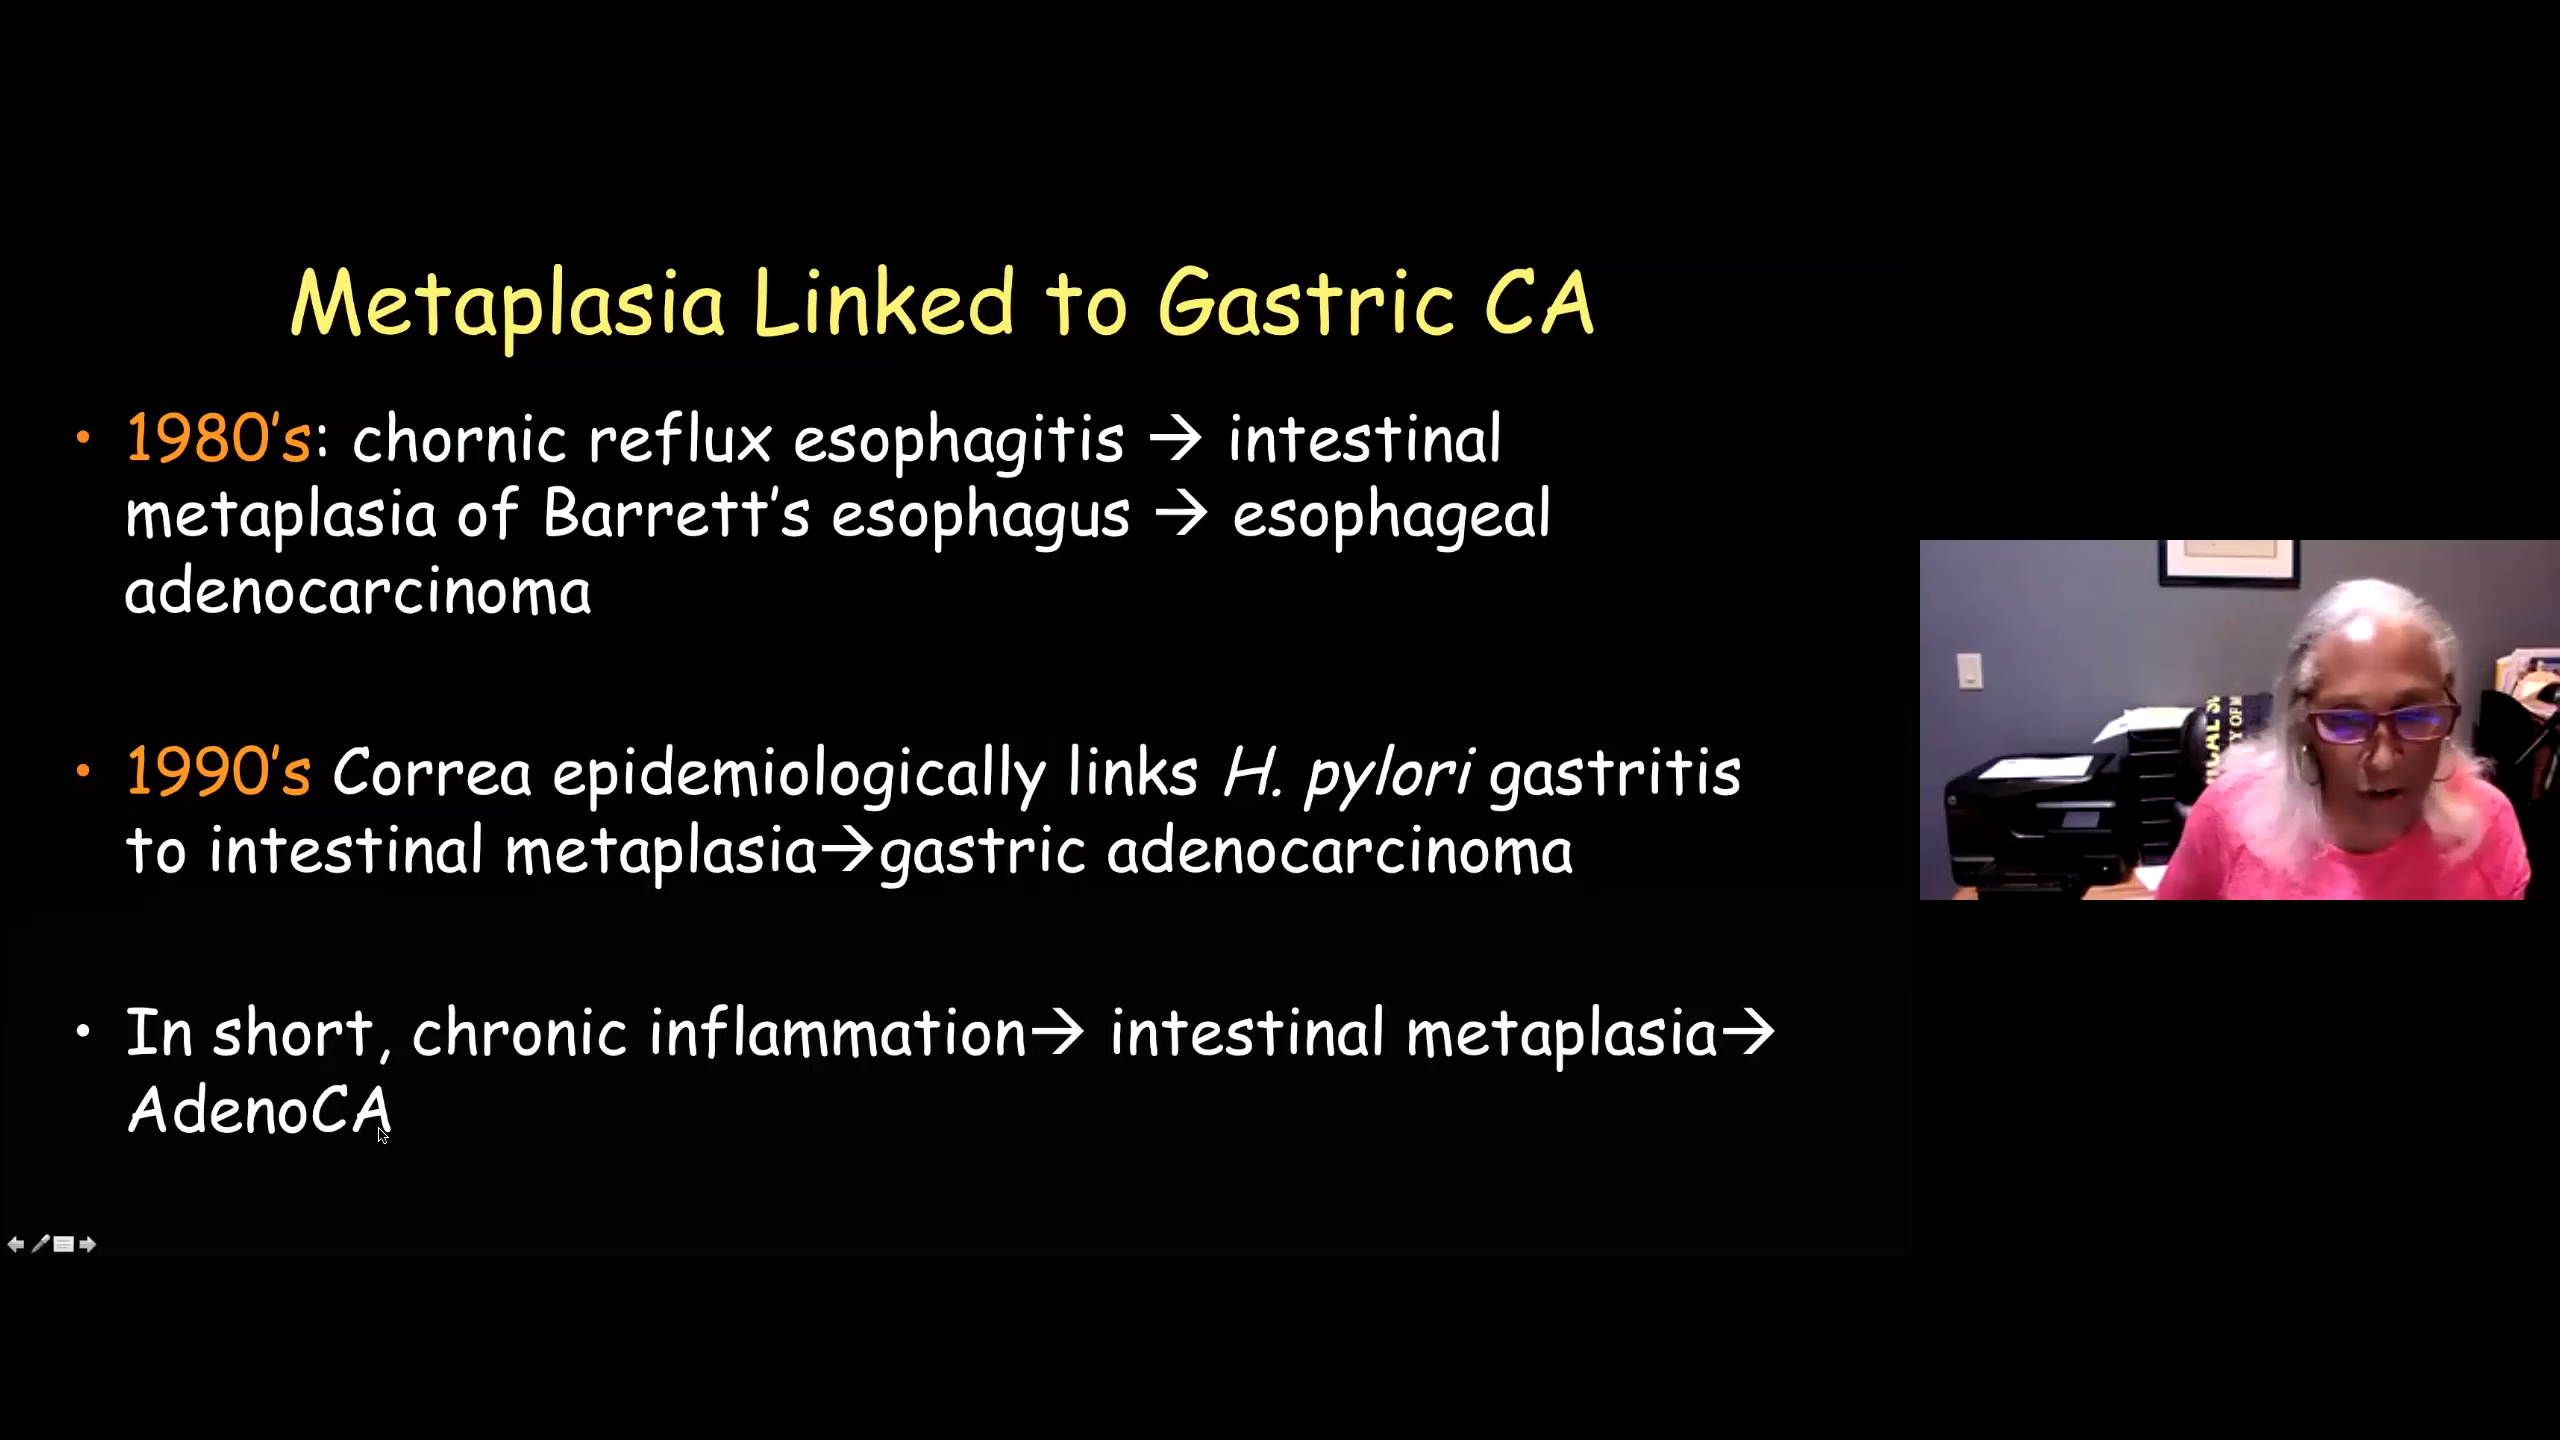 Metaplasia Linked to Gastric CA
• 1980's: chornic reflux esophagitis → intestinal
metaplasia of Barrett's esophagus → esophageal
adenocarcinoma
• 1990's Correa epidemiologically links H. pylori gastritis
to intestinal metaplasia→gastric adenocarcinoma
• In short, chronic inflammation→ intestinal metaplasia→
AdenoCA